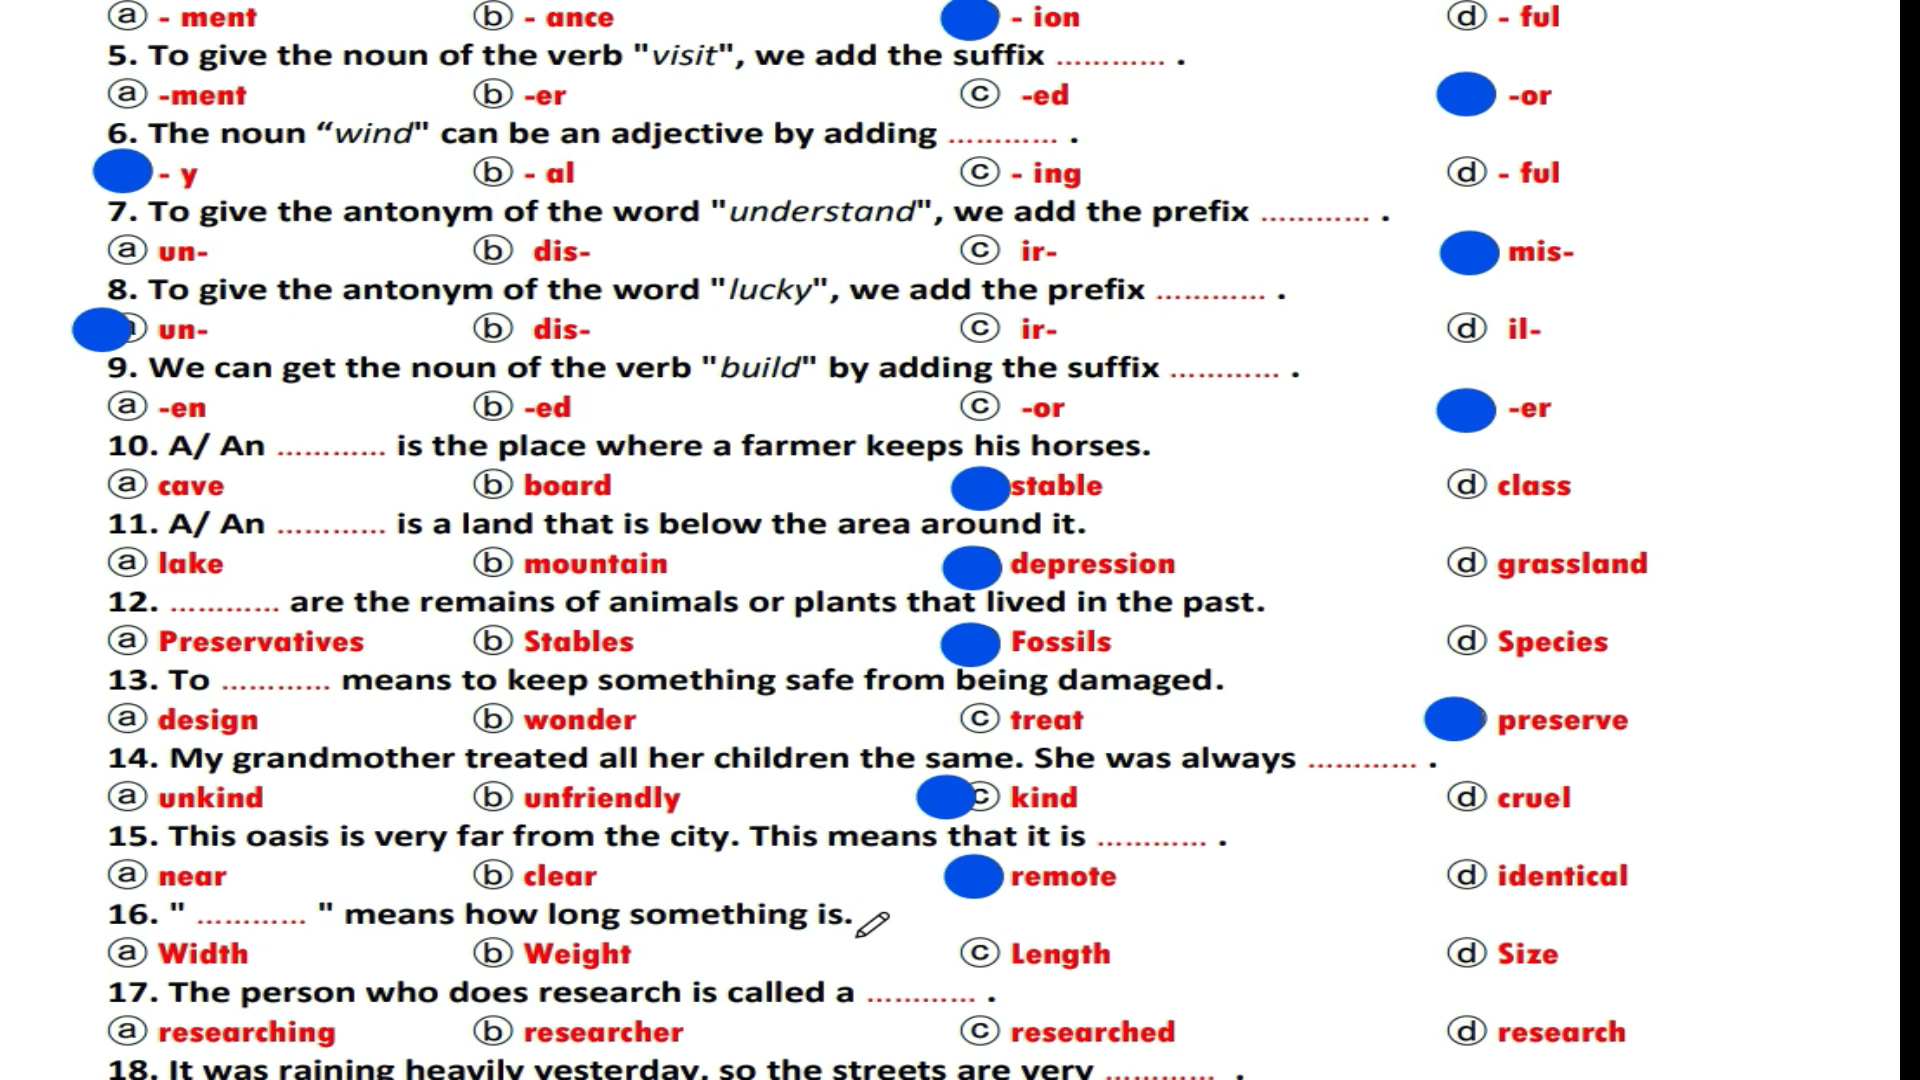 ⓐ - ment ⓑ - ance - ion ⓓ - ful
5. To give the noun of the verb "visit", we add the suffix ............ .
ⓐ -ment ⓑ -er ⓒ -ed -or
6. The noun “wind" can be an adjective by adding ............ .
- y ⓑ - al ⓒ - ing ⓓ - ful
7. To give the antonym of the word "understand", we add the prefix ............ .
ⓐ un- ⓑ dis- ⓒ ir- mis-
8. To give the antonym of the word "lucky", we add the prefix ............ .
un- ⓑ dis- ⓒ ir- ⓓ il-
9. We can get the noun of the verb "build" by adding the suffix ............ .
ⓐ -en ⓑ -ed ⓒ -or -er
10. A/ An ............ is the place where a farmer keeps his horses.
ⓐ cave ⓑ board stable ⓓ class
11. A/ An ............ is a land that is below the area around it.
ⓐ lake ⓑ mountain depression ⓓ grassland
12. ............ are the remains of animals or plants that lived in the past.
ⓐ Preservatives ⓑ Stables Fossils ⓓ Species
13. To ............ means to keep something safe from being damaged.
ⓐ design ⓑ wonder ⓒ treat preserve
14. My grandmother treated all her children the same. She was always ............ .
ⓐ unkind ⓑ unfriendly ⓒ kind ⓓ cruel
15. This oasis is very far from the city. This means that it is ............ .
ⓐ near ⓑ clear remote ⓓ identical
16. " ............ " means how long something is.
ⓐ Width ⓑ Weight ⓒ Length ⓓ Size
17. The person who does research is called a ............ .
ⓐ researching ⓑ researcher ⓒ researched ⓓ research
18. It was raining heavily yesterday, so the streets are very ............ .